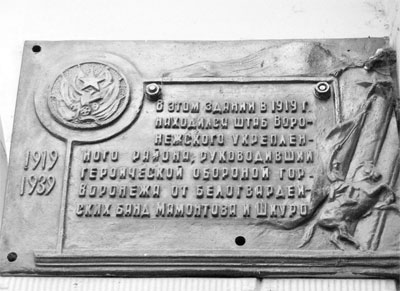 В ЭТОМ ЗДАНИИ В 1919 Г.
НАХОДИЛСЯ ШТАБ ВОРО-
НЕЖСКОГО УКРЕПЛЕН-
НОГО РАЙОНА, РУКОВОДИВШИЙ
ГЕРОИЧЕСКОЙ ОБОРОНОЙ ГОР.
ВОРОНЕЖА ОТ БЕЛОГВАРДЕЙ-
СКИХ БАНД МАМОНТОВА И ШКУРО
1919
1939